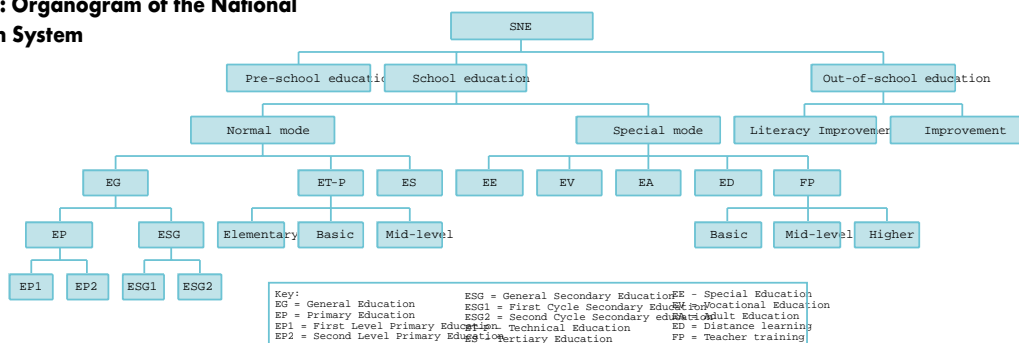 : Organogram of the National
n System
SNE
Pre-school education School education Out-of-school education
Normal mode Special mode Literacy Improvemen Improvement
EG ET-P ES EE EV EA ED FP
EP ESG Elementary Basic Mid-level Basic Mid-level Higher
EP1 EP2 ESG1 ESG2
Key:
EG = General Education
EP = Primary Education
EP1 = First Level Primary Education
EP2 = Second Level Primary Education
ESG = General Secondary Education
ESG1 = First Cycle Secondary Education
ESG2 = Second Cycle Secondary education
ET-P = Technical Education
ES = Tertiary Education
EE - Special Education
EV = Vocational Education
EA = Adult Education
ED = Distance learning
FP = Teacher training